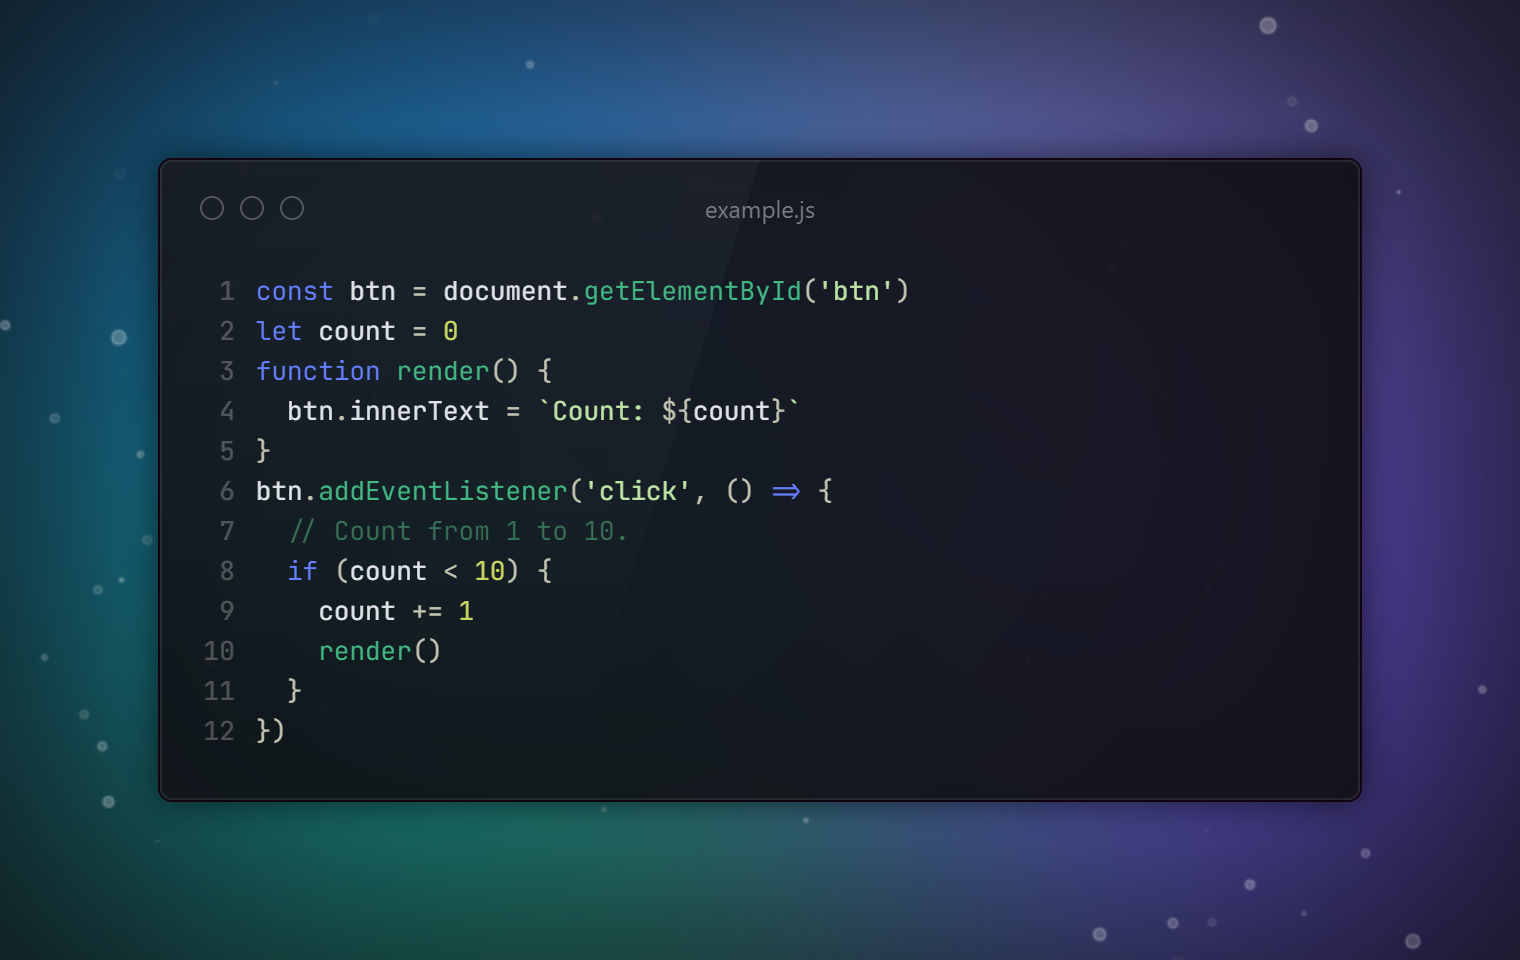 example.js
1 const btn = document.getElementById('btn')
2 let count = 0
3 function render() {
4   btn.innerText = `Count: ${count}`
5 }
6 btn.addEventListener('click', () => {
7   // Count from 1 to 10.
8   if (count < 10) {
9     count += 1
10     render()
11   }
12 })